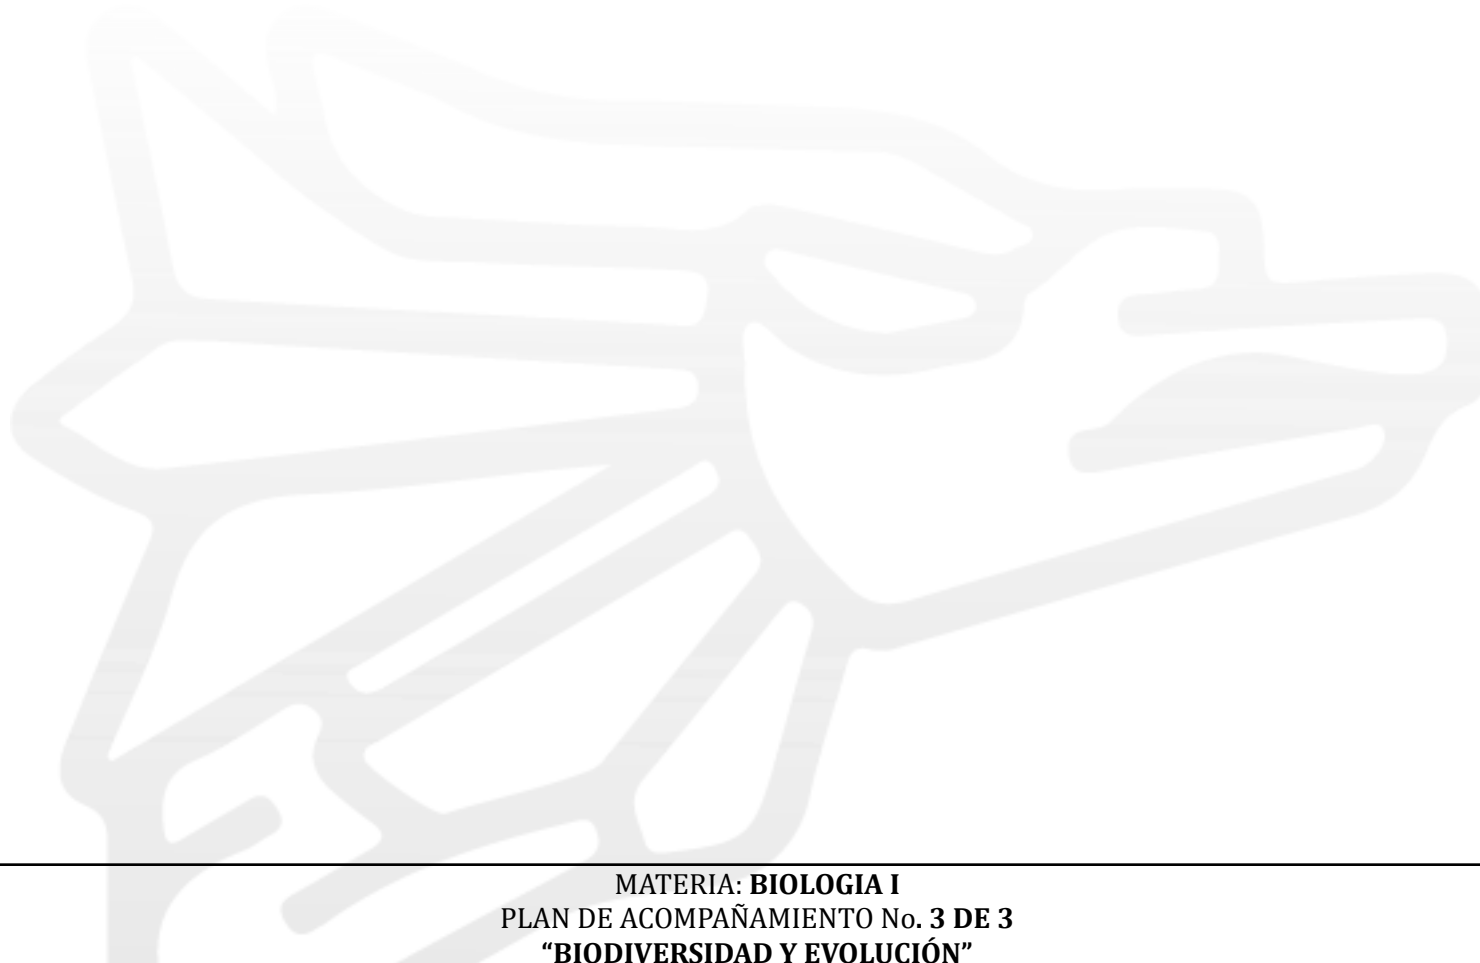 MATERIA: BIOLOGIA I
PLAN DE ACOMPAÑAMIENTO No. 3 DE 3
“BIODIVERSIDAD Y EVOLUCIÓN”